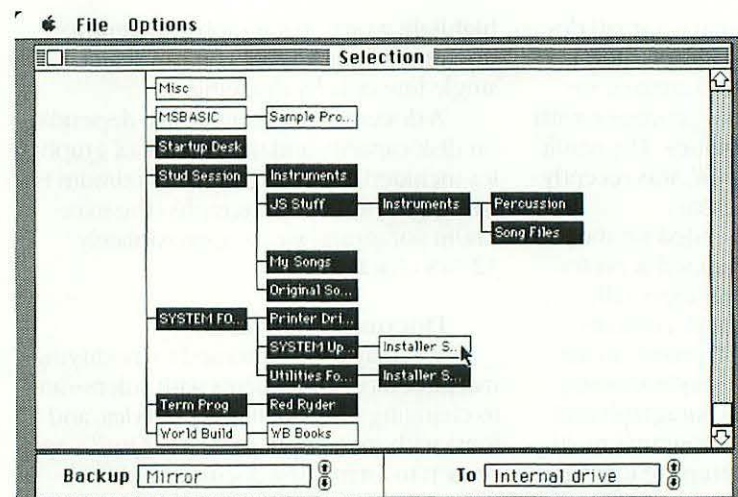 File Options
Selection
Misc
MSBASIC Sample Pro...
Startup Desk
Stud Session Instruments
JS Stuff Instruments Percussion
Song Files
My Songs
Original So...
SYSTEM FO... Printer Dri...
SYSTEM Up... Installer S...
Utilities Fo... Installer S...
Term Prog Red Ryder
World Build WB Books
Backup Mirror To Internal drive